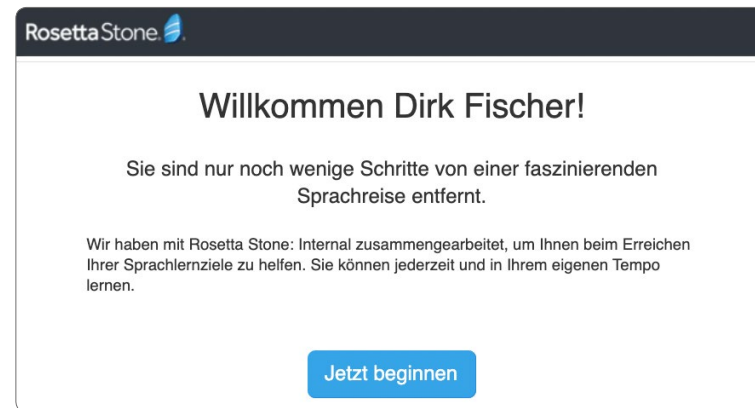 RosettaStone.
Willkommen Dirk Fischer!
Sie sind nur noch wenige Schritte von einer faszinierenden
Sprachreise entfernt.
Wir haben mit Rosetta Stone: Internal zusammengearbeitet, um Ihnen beim Erreichen
Ihrer Sprachlernziele zu helfen. Sie können jederzeit und in Ihrem eigenen Tempo
lernen.
Jetzt beginnen